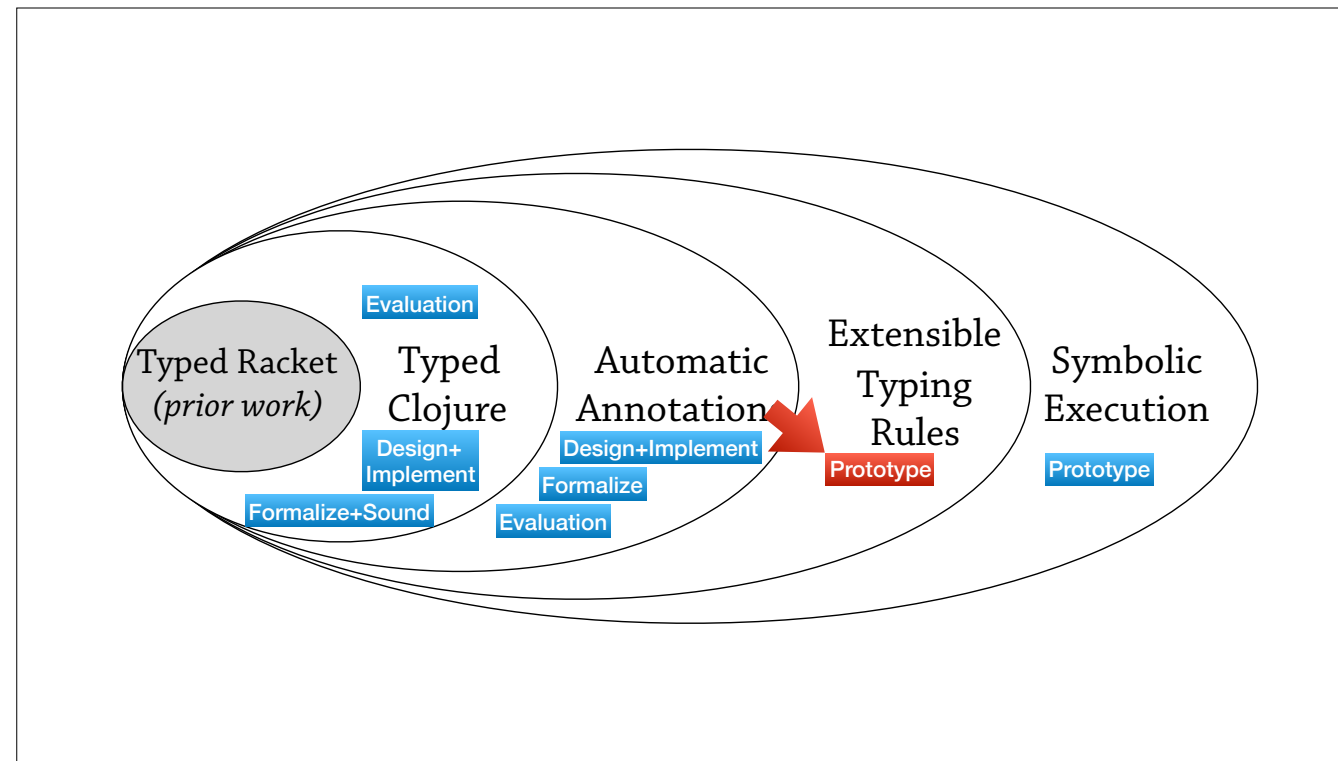 Typed Racket
(prior work)
Evaluation
Typed
Clojure
Design+
Implement
Formalize+Sound
Automatic
Annotation
Design+Implement
Formalize
Evaluation
Extensible
Typing
Rules
Prototype
Symbolic
Execution
Prototype